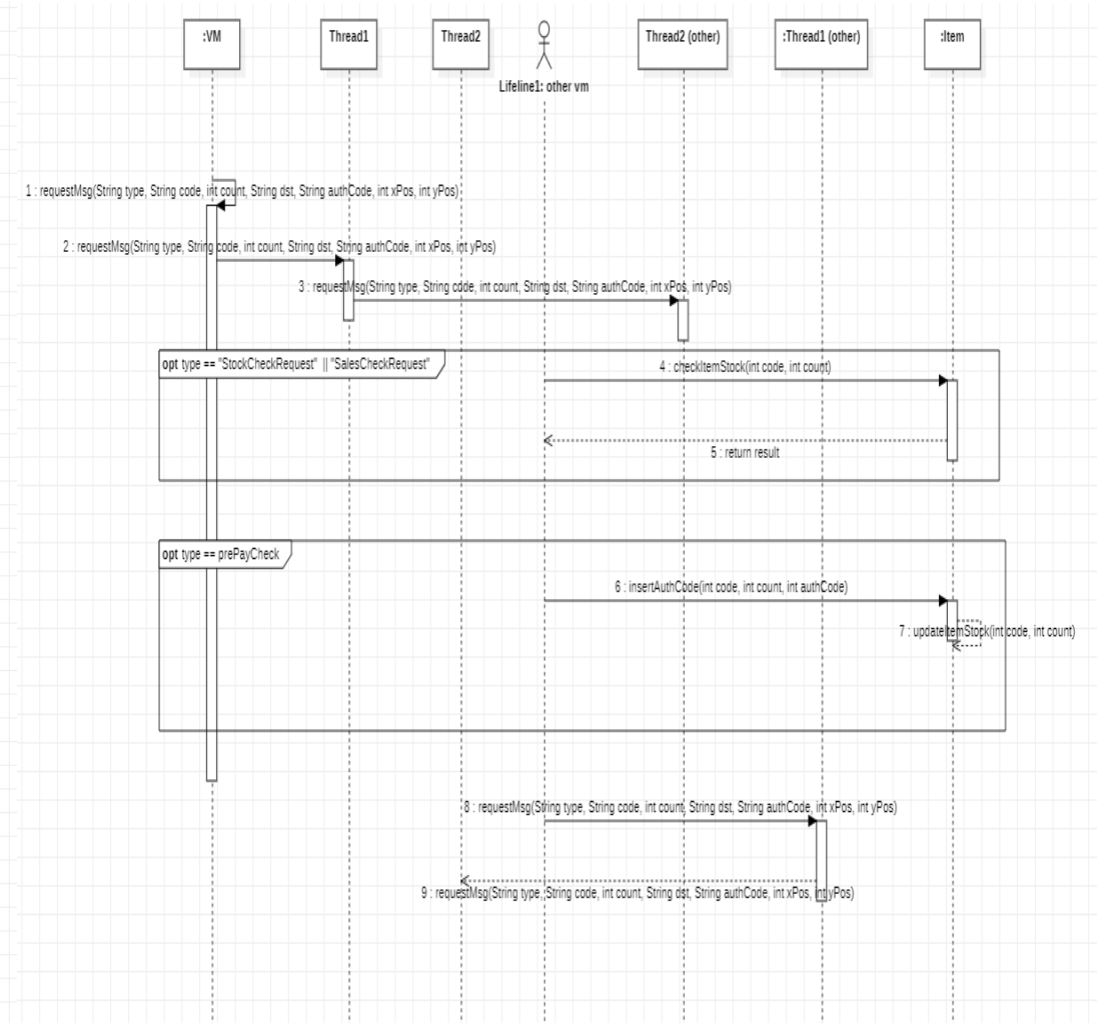 :VM
Thread1
Thread2
Thread2 (other)
:Thread1 (other)
:Item
Lifeline1: other vm
1 : requestMsg(String type, String code, int count, String dst, String authCode, int xPos, int yPos)
2 : requestMsg(String type, String code, int count, String dst, String authCode, int xPos, int yPos)
3 : requestMsg(String type, String code, int count, String dst, String authCode, int xPos, int yPos)
opt type == "StockCheckRequest" || "SalesCheckRequest"
4 : checkItemStock(int code, int count)
5 : return result
opt type == prePayCheck
6 : insertAuthCode(int code, int count, int authCode)
7 : updateItemStock(int code, int count)
8 : requestMsg(String type, String code, int count, String dst, String authCode, int xPos, int yPos)
9 : requestMsg(String type, String code, int count, String dst, String authCode, int xPos, int yPos)